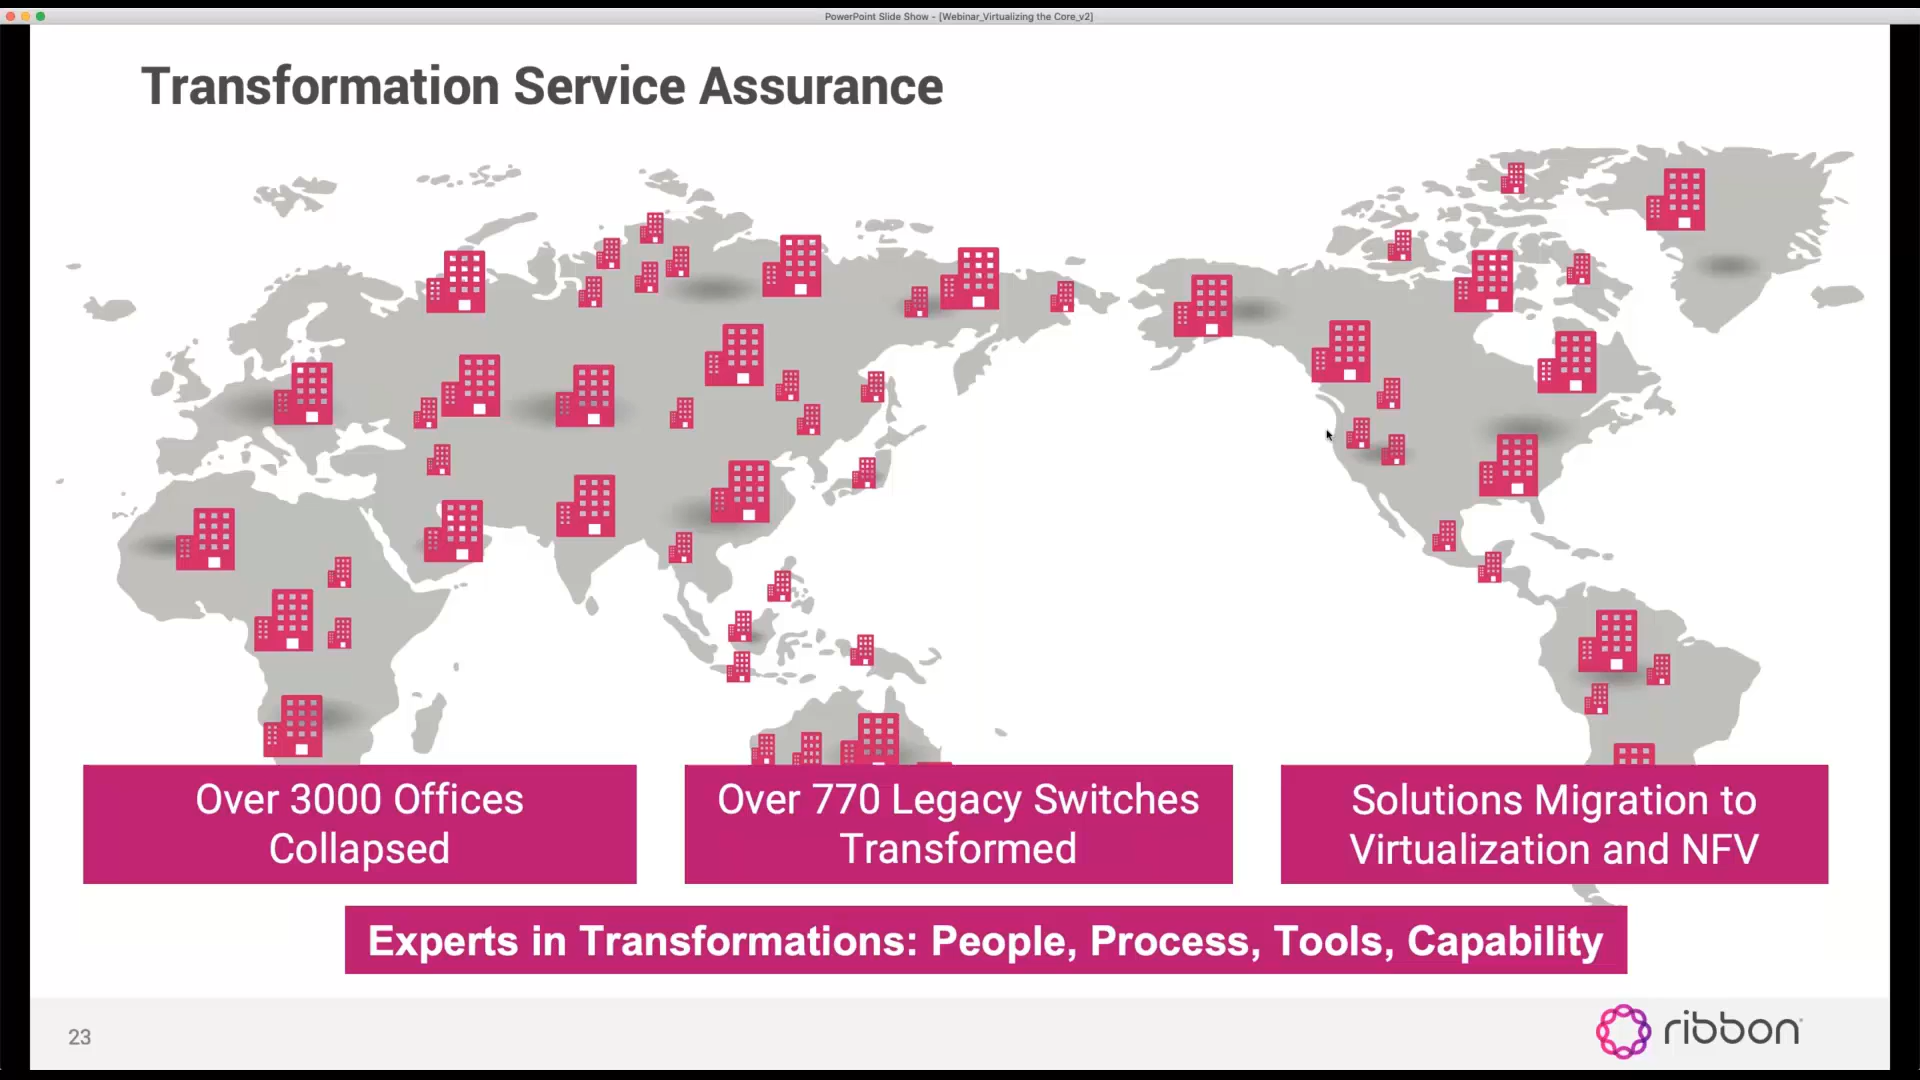 PowerPoint Slide Show - [Webinar_Virtualizing the Core_v2]
Transformation Service Assurance
Over 3000 Offices
Collapsed
Over 770 Legacy Switches
Transformed
Solutions Migration to
Virtualization and NFV
Experts in Transformations: People, Process, Tools, Capability
23
ribbon